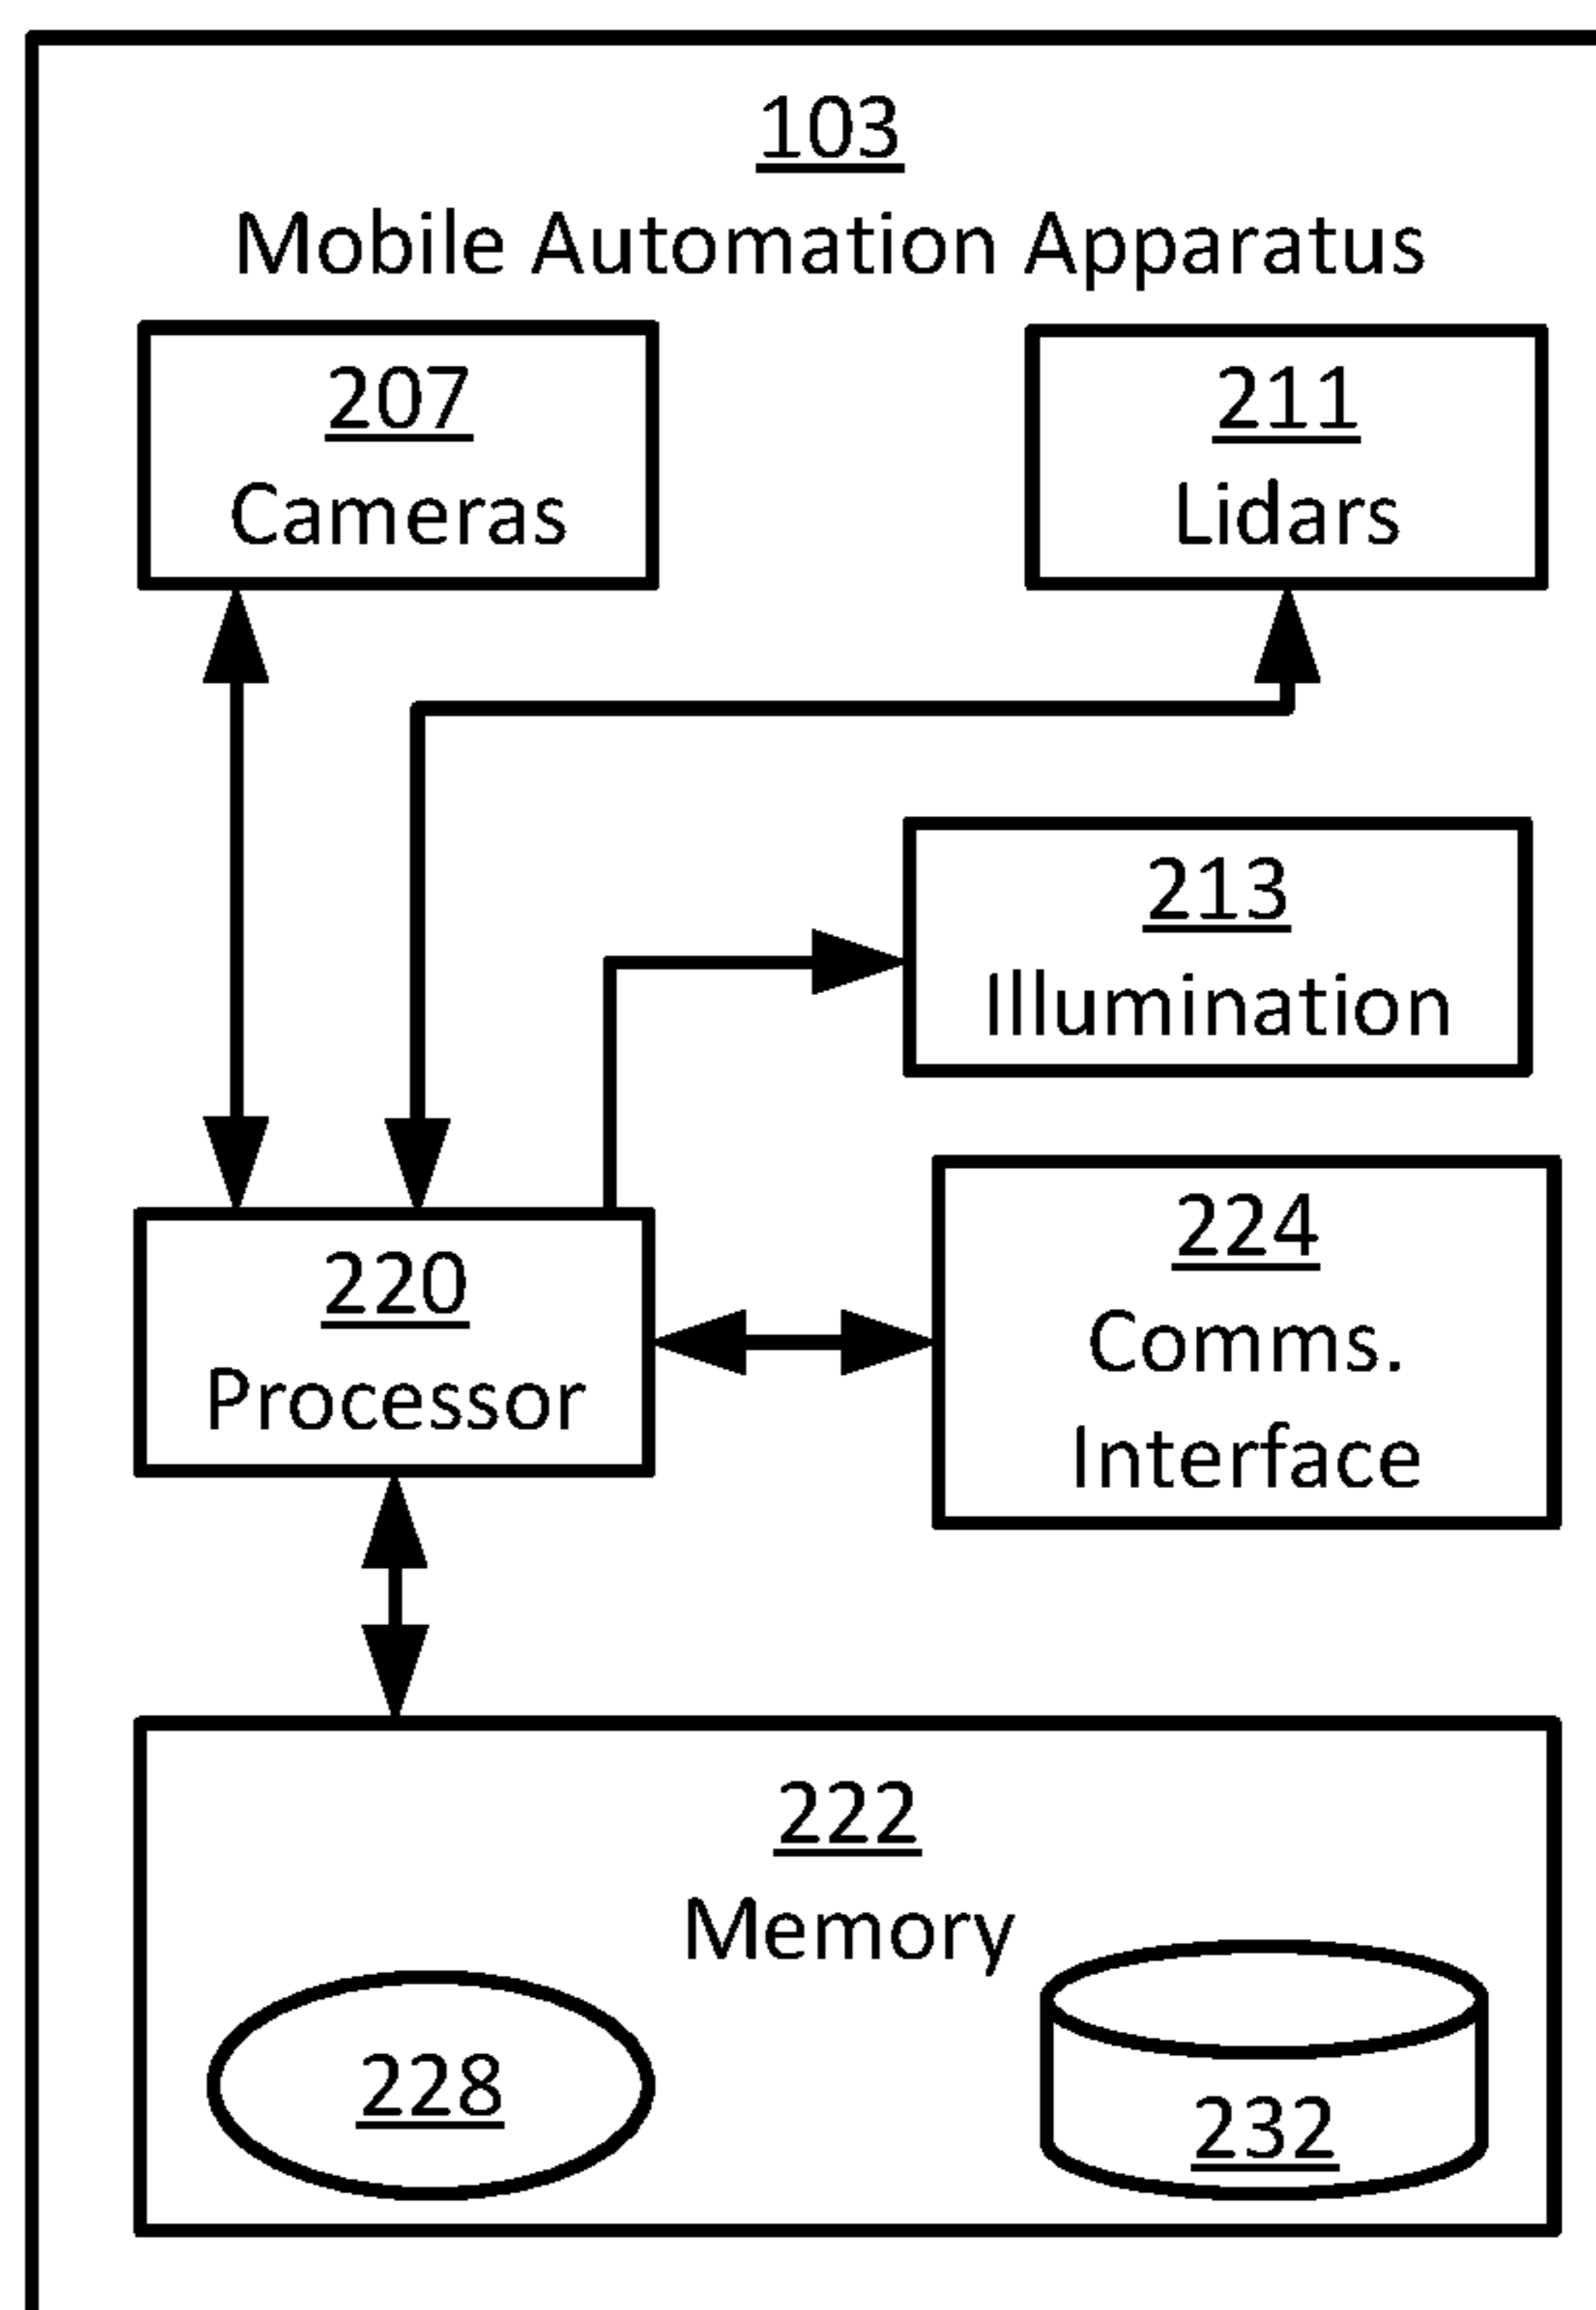 103
Mobile Automation Apparatus
207
Cameras
211
Lidars
213
Illumination
220
Processor
224
Comms.
Interface
222
Memory
228
232